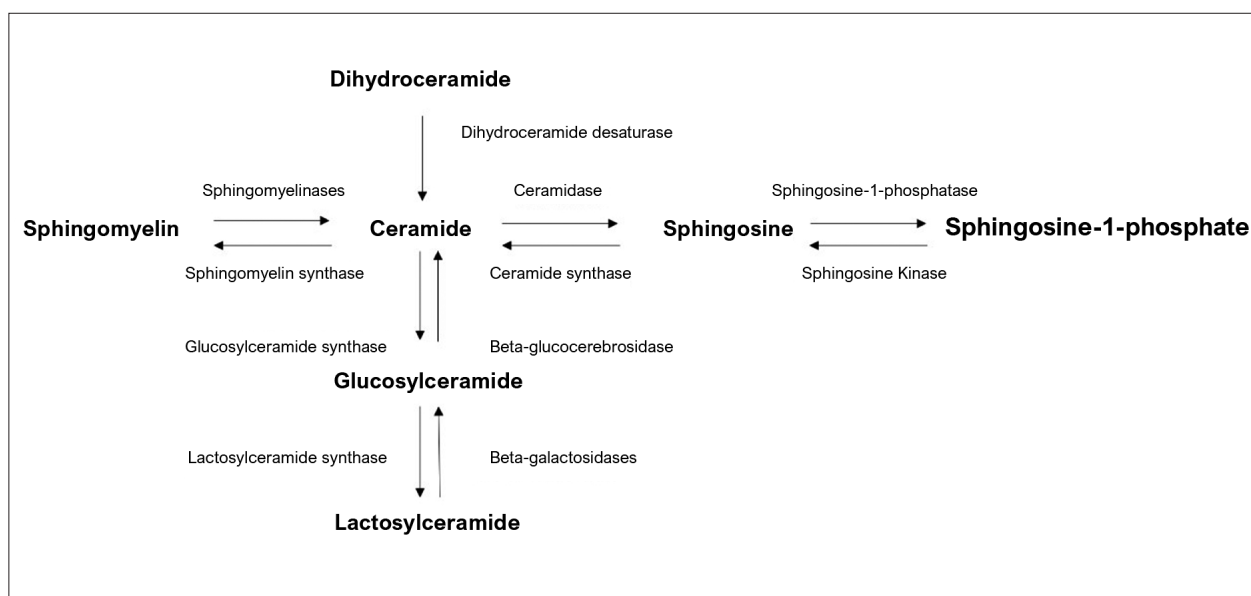 Dihydroceramide
Dihydroceramide desaturase
Sphingomyelinases
Ceramidase
Sphingosine-1-phosphatase
Sphingomyelin
Ceramide
Sphingosine
Sphingosine-1-phosphate
Sphingomyelin synthase
Ceramide synthase
Sphingosine Kinase
Glucosylceramide synthase
Beta-glucocerebrosidase
Glucosylceramide
Lactosylceramide synthase
Beta-galactosidases
Lactosylceramide